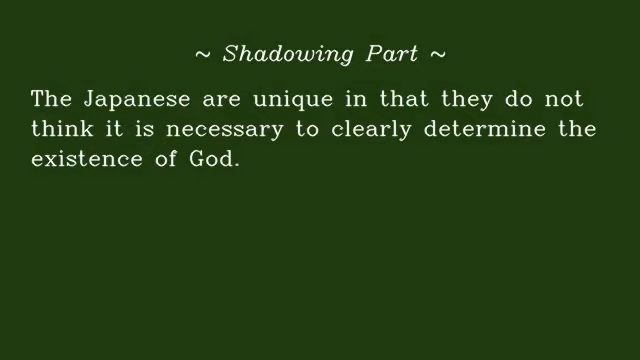 ~ Shadowing Part ~
The Japanese are unique in that they do not
think it is necessary to clearly determine the
existence of God.